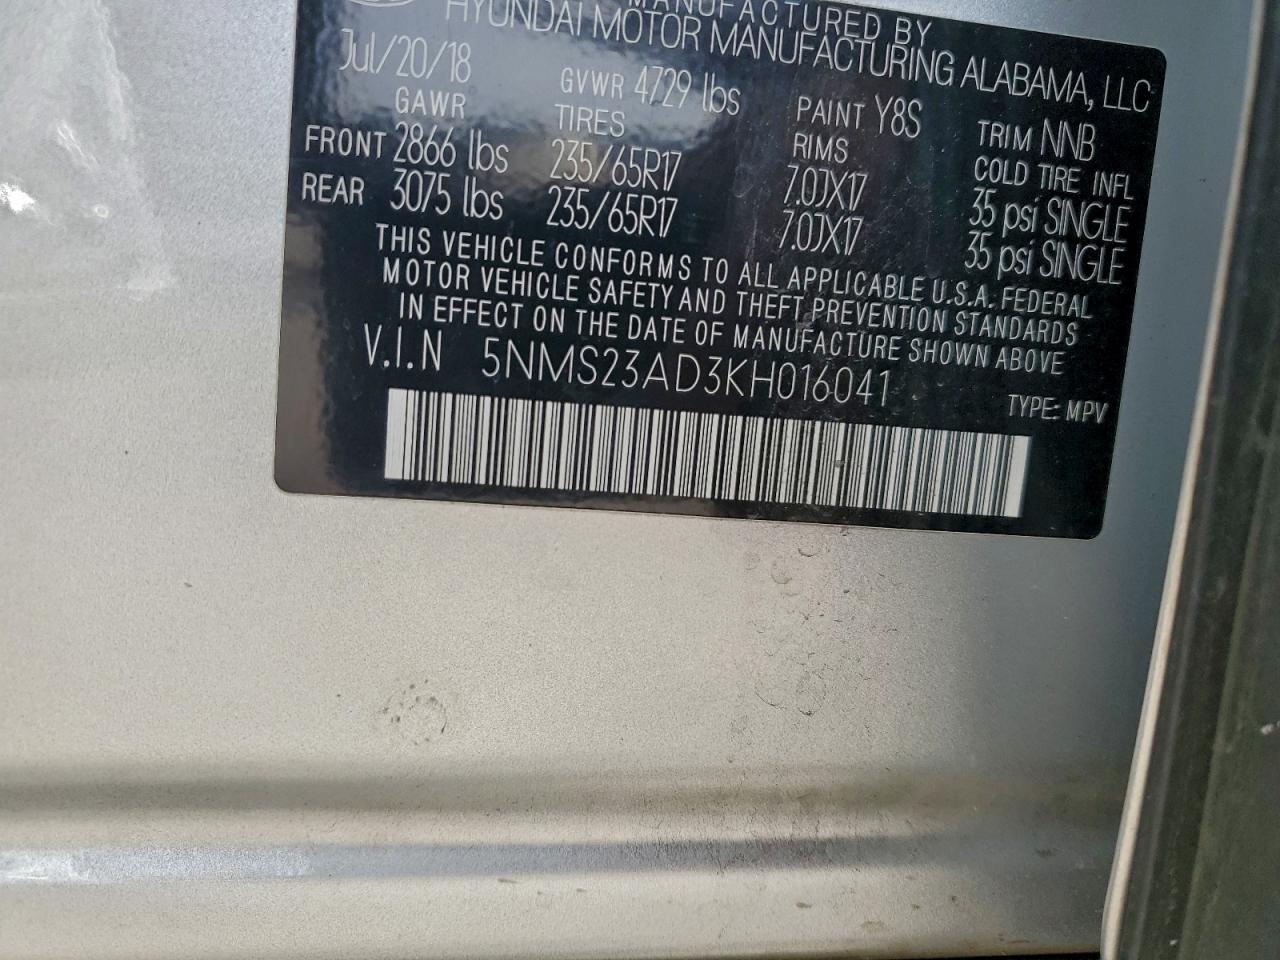 MANUFACTURED BY
HYUNDAI MOTOR MANUFACTURING ALABAMA, LLC
Jul/20/18 GVWR 4729 lbs PAINT Y8S TRIM NNB
GAWR TIRES RIMS COLD TIRE INFL
FRONT 2866 lbs 235/65R17 7.0JX17 35 psi SINGLE
REAR 3075 lbs 235/65R17 7.0JX17 35 psi SINGLE
THIS VEHICLE CONFORMS TO ALL APPLICABLE U.S.A. FEDERAL
MOTOR VEHICLE SAFETY AND THEFT PREVENTION STANDARDS
IN EFFECT ON THE DATE OF MANUFACTURE SHOWN ABOVE
V.I.N 5NMS23AD3KH016041
TYPE: MPV